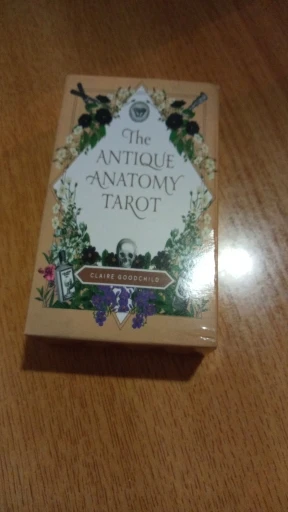 The
ANTIQUE
ANATOMY
TAROT
CLAIRE GOODCHILD